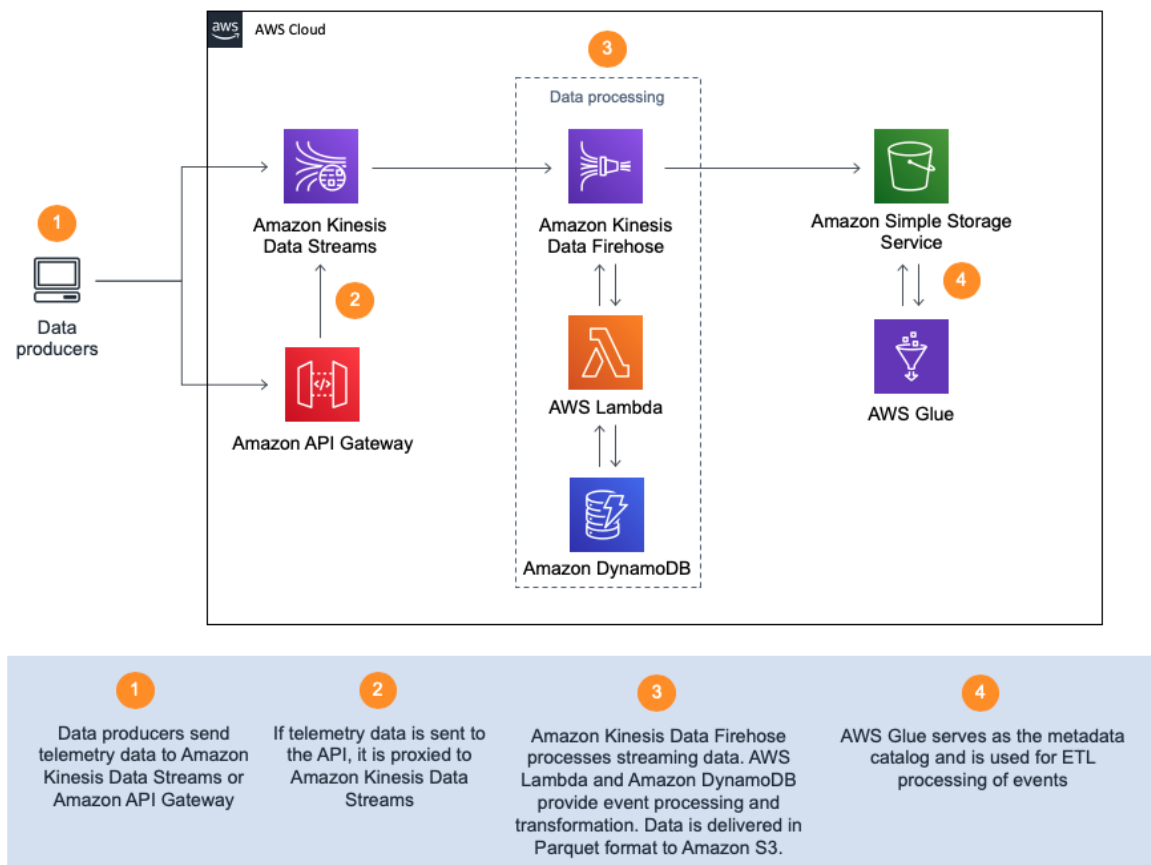 aws
AWS Cloud
3
Data processing
1
Data
producers
Amazon Kinesis
Data Streams
2
Amazon API Gateway
Amazon Kinesis
Data Firehose
AWS Lambda
Amazon DynamoDB
Amazon Simple Storage
Service
4
AWS Glue
1
Data producers send
telemetry data to Amazon
Kinesis Data Streams or
Amazon API Gateway
2
If telemetry data is sent to
the API, it is proxied to
Amazon Kinesis Data
Streams
3
Amazon Kinesis Data Firehose
processes streaming data. AWS
Lambda and Amazon DynamoDB
provide event processing and
transformation. Data is delivered in
Parquet format to Amazon S3.
4
AWS Glue serves as the metadata
catalog and is used for ETL
processing of events